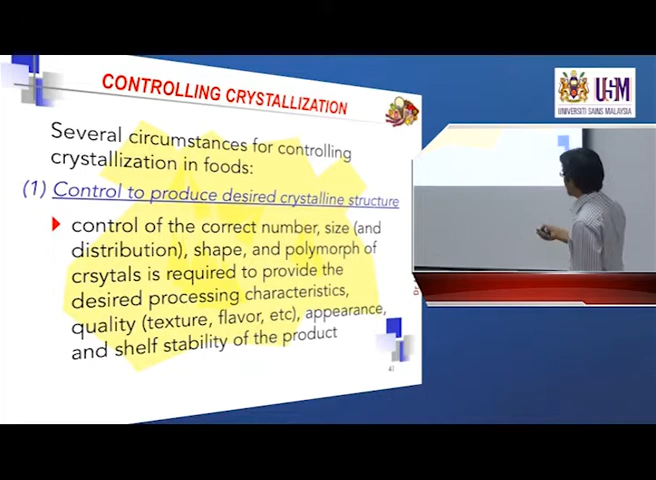 CONTROLLING CRYSTALLIZATION
USM
UNIVERSITI SAINS MALAYSIA
Several circumstances for controlling
crystallization in foods:
(1) Control to produce desired crystalline structure
control of the correct number, size (and
distribution), shape, and polymorph of
crsytals is required to provide the
desired processing characteristics,
quality (texture, flavor, etc), appearance,
and shelf stability of the product